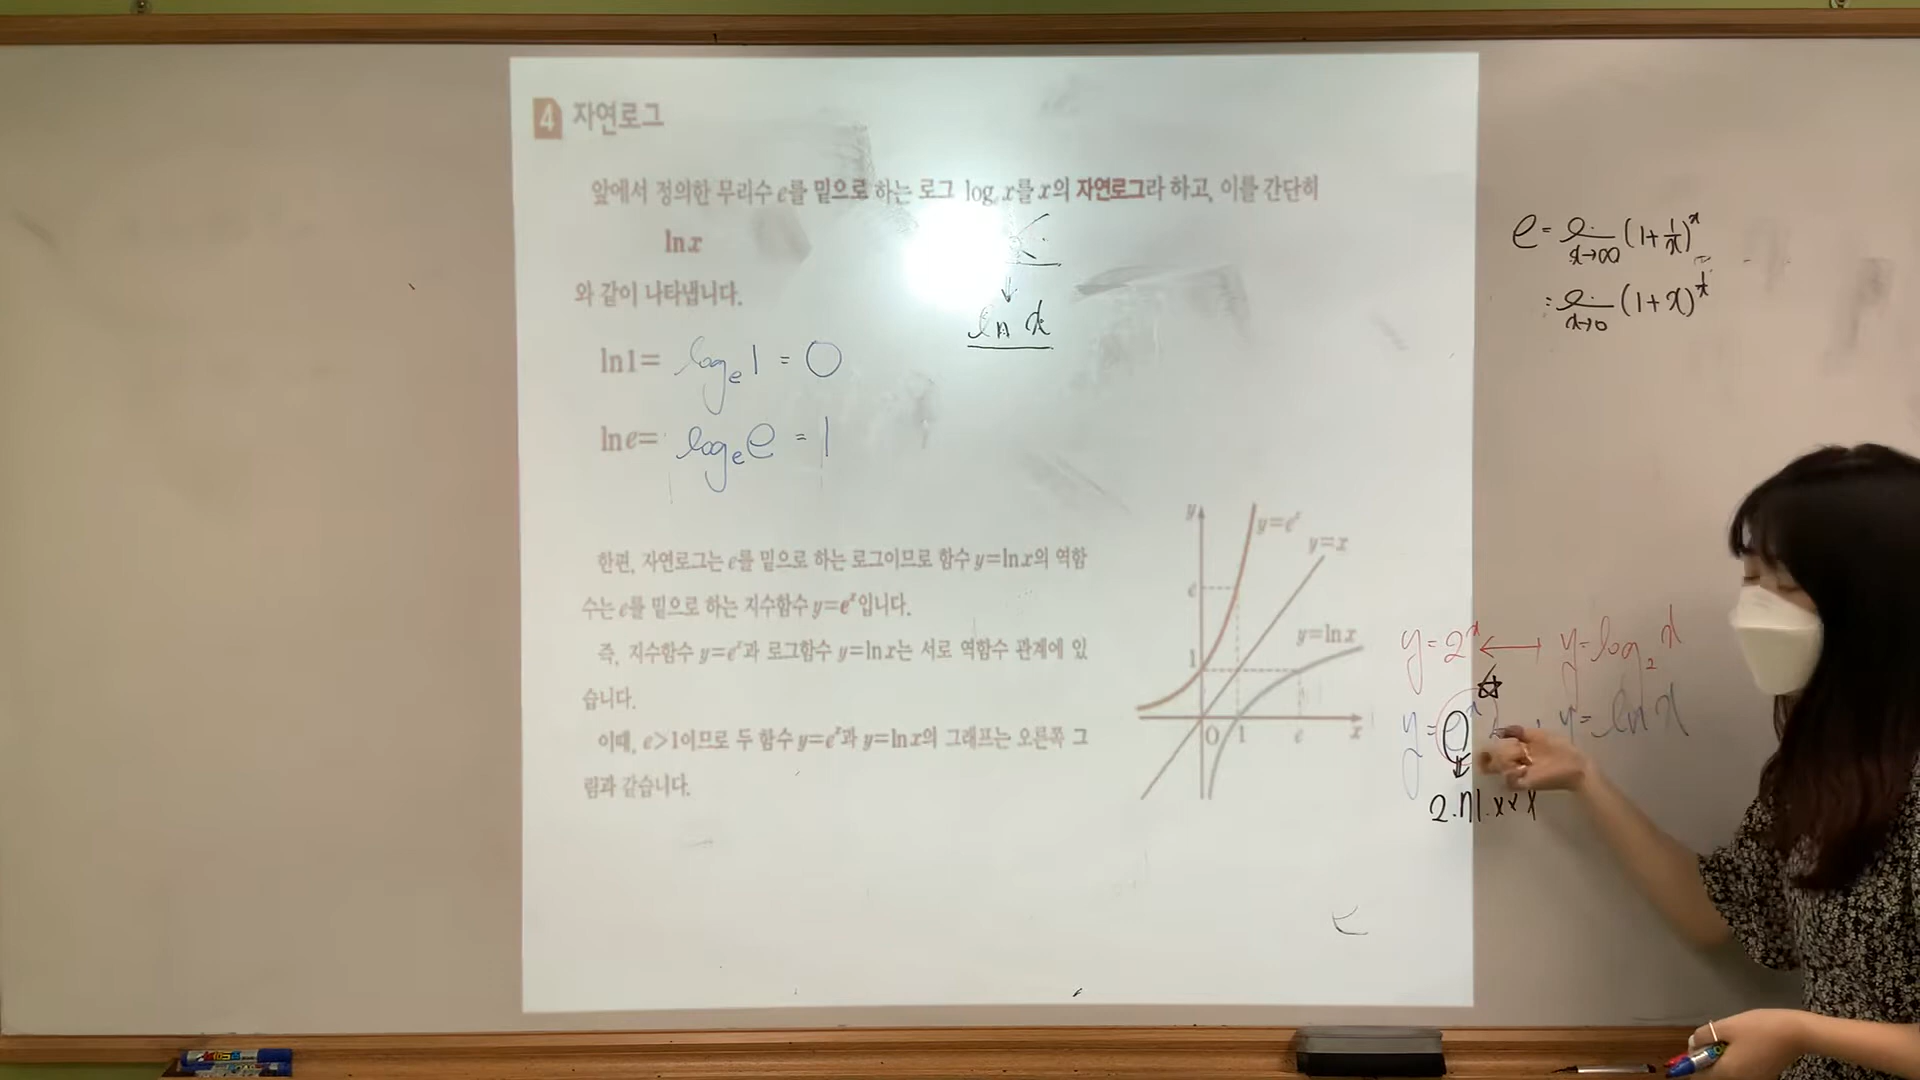 4 자연로그
앞에서 정의한 무리수 e를 밑으로 하는 로그 log x를 x의 자연로그라 하고, 이를 간단히
ln x
와 같이 나타냅니다.
ln x
ln1= logₑ1 = 0
ln e= logₑe = 1
한편, 자연로그는 e를 밑으로 하는 로그이므로 함수 y=ln x의 역함
수는 e를 밑으로 하는 지수함수 y=eˣ입니다.
즉, 지수함수 y=eˣ과 로그함수 y=ln x는 서로 역함수 관계에 있
습니다.
이때, e>1이므로 두 함수 y=eˣ과 y=ln x의 그래프는 오른쪽 그
림과 같습니다.
y
y=eˣ
y=x
e
y=ln x
1
O 1 e x
e = lim x→∞ (1+1/x)ˣ
= lim x→0 (1+x)^(1/x)
y=2ˣ ↔ y=log₂x
y=eˣ y=ln x
2.71.xxx